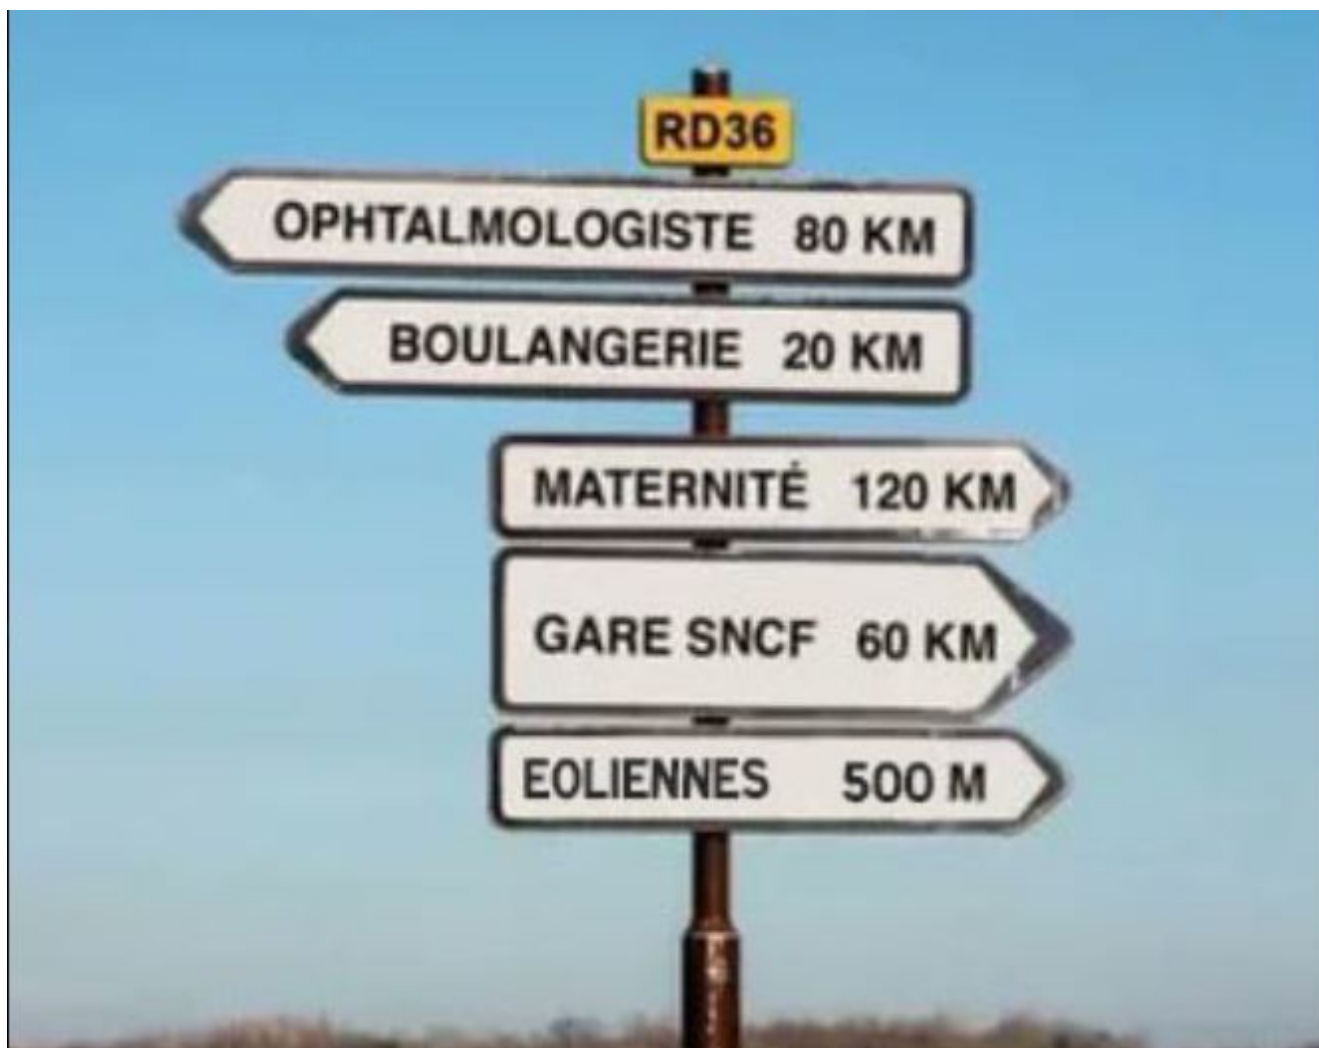 RD36
OPHTALMOLOGISTE 80 KM
BOULANGERIE 20 KM
MATERNITÉ 120 KM
GARE SNCF 60 KM
EOLIENNES 500 M